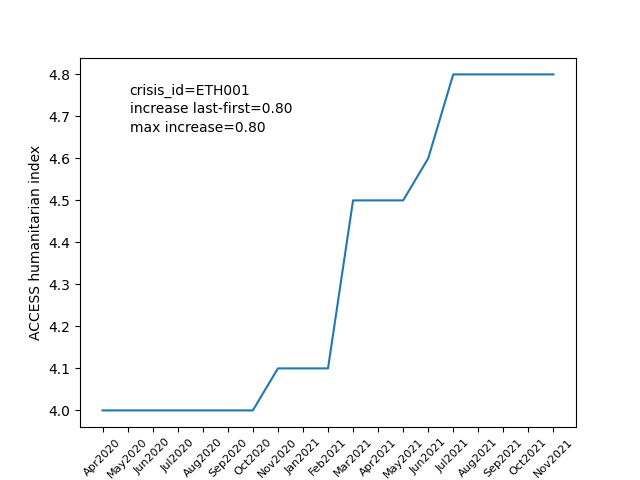 crisis_id=ETH001
increase last-first=0.80
max increase=0.80
ACCESS humanitarian index
4.8
4.7
4.6
4.5
4.4
4.3
4.2
4.1
4.0
Apr2020 May2020 Jun2020 Jul2020 Aug2020 Sep2020 Oct2020 Nov2020 Jan2021 Feb2021 Mar2021 Apr2021 May2021 Jun2021 Jul2021 Aug2021 Sep2021 Oct2021 Nov2021